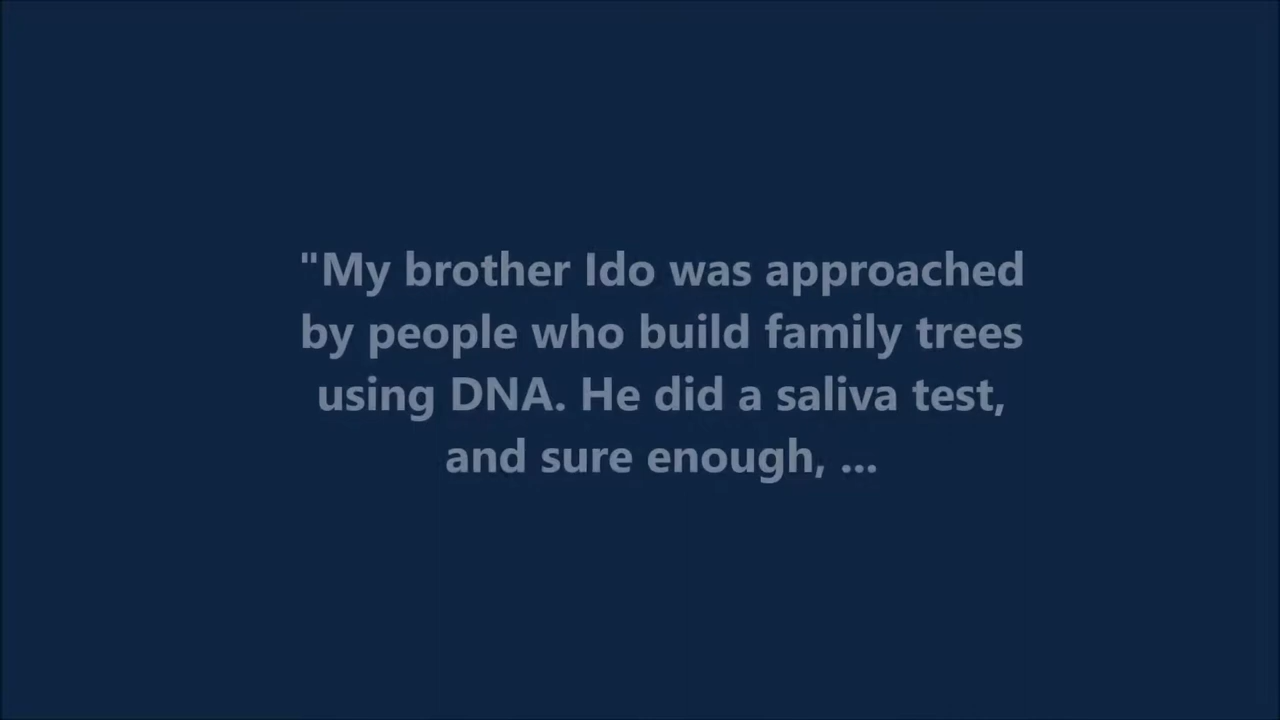 "My brother Ido was approached
by people who build family trees
using DNA. He did a saliva test,
and sure enough, ...